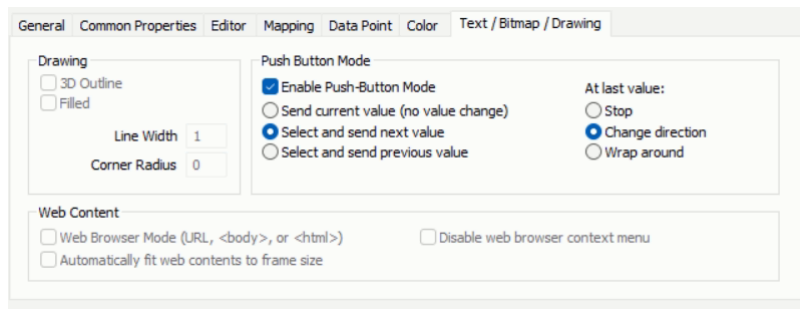 General Common Properties Editor Mapping Data Point Color Text / Bitmap / Drawing
Drawing
3D Outline
Filled
Line Width 1
Corner Radius 0
Push Button Mode
Enable Push-Button Mode
Send current value (no value change)
Select and send next value
Select and send previous value
At last value:
Stop
Change direction
Wrap around
Web Content
Web Browser Mode (URL, <body>, or <html>)
Disable web browser context menu
Automatically fit web contents to frame size